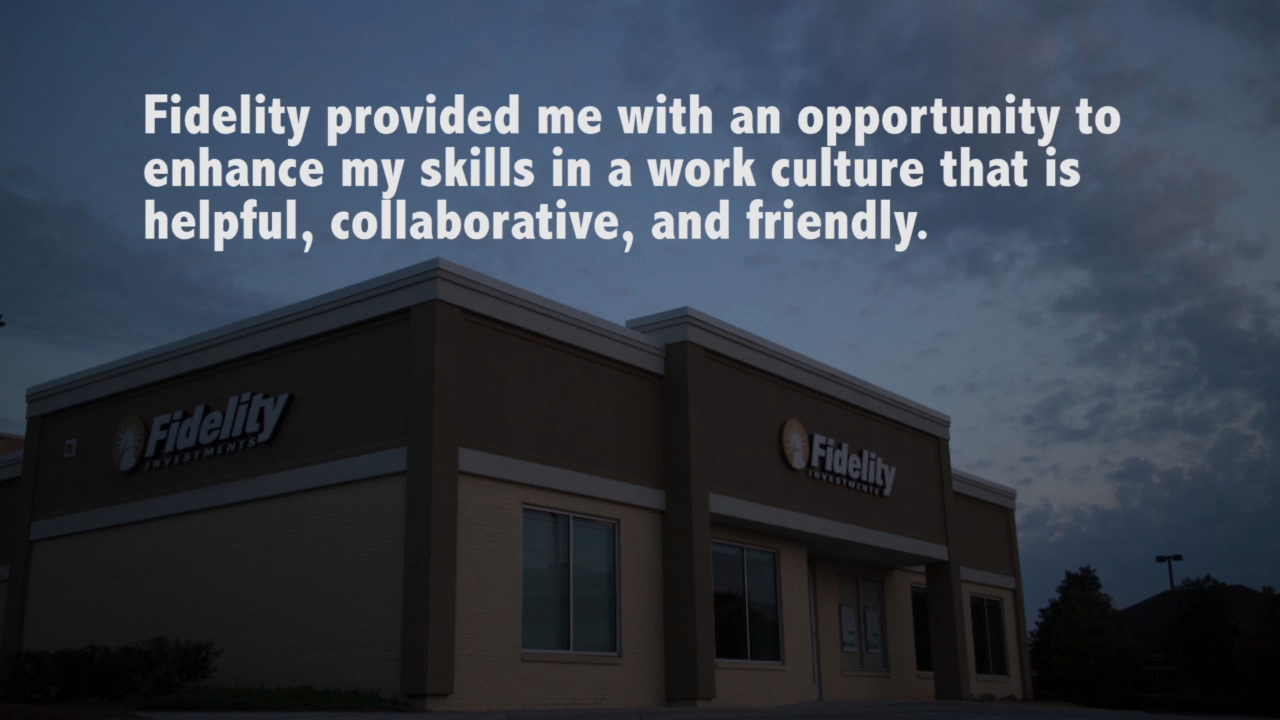 Fidelity provided me with an opportunity to
enhance my skills in a work culture that is
helpful, collaborative, and friendly.
Fidelity
INVESTMENTS
Fidelity
INVESTMENTS